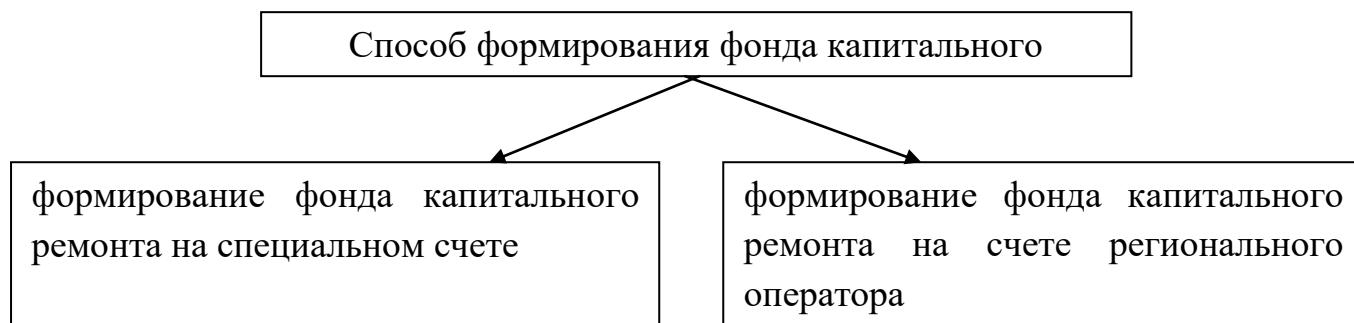 Способ формирования фонда капитального
формирование фонда капитального
ремонта на специальном счете
формирование фонда капитального
ремонта на счете регионального
оператора